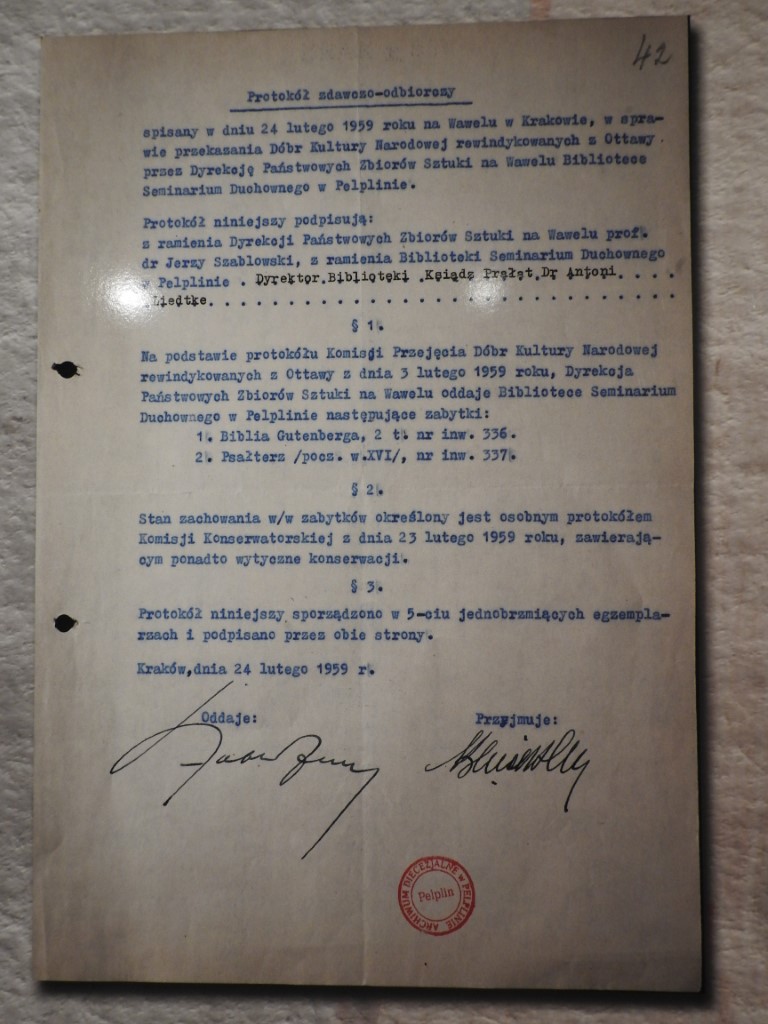 42
Protokół zdawczo-odbiorczy
spisany w dniu 24 lutego 1959 roku na Wawelu w Krakowie, w spra-
wie przekazania Dóbr Kultury Narodowej rewindykowanych z Ottawy
przez Dyrekcję Państwowych Zbiorów Sztuki na Wawelu Bibliotece
Seminarium Duchownego w Pelplinie.
Protokół niniejszy podpisują:
z ramienia Dyrekcji Państwowych Zbiorów Sztuki na Wawelu prof.
dr Jerzy Szablowski, z ramienia Biblioteki Seminarium Duchownego
w Pelplinie . Dyrektor Biblioteki Ksiądz Prałat Dr Antoni . . . .
Liedtke. . . . . . . . . . . . . . . . . . . . . . . . . . . . . .
§ 1.
Na podstawie protokółu Komisji Przejęcia Dóbr Kultury Narodowej
rewindykowanych z Ottawy z dnia 3 lutego 1959 roku, Dyrekcja
Państwowych Zbiorów Sztuki na Wawelu oddaje Bibliotece Seminarium
Duchownego w Pelplinie następujące zabytki:
1. Biblia Gutenberga, 2 t. nr inw. 336.
2. Psałterz /pocz. w.XVI/, nr inw. 337.
§ 2.
Stan zachowania w/w zabytków określony jest osobnym protokółem
Komisji Konserwatorskiej z dnia 23 lutego 1959 roku, zawierają-
cym ponadto wytyczne konserwacji.
§ 3.
Protokół niniejszy sporządzono w 5-ciu jednobrzmiących egzempla-
rzach i podpisano przez obie strony.
Kraków,dnia 24 lutego 1959 r.
Oddaje: Przyjmuje:
ARCHIWUM DIECEZJALNE w PELPLINIE
Pelplin